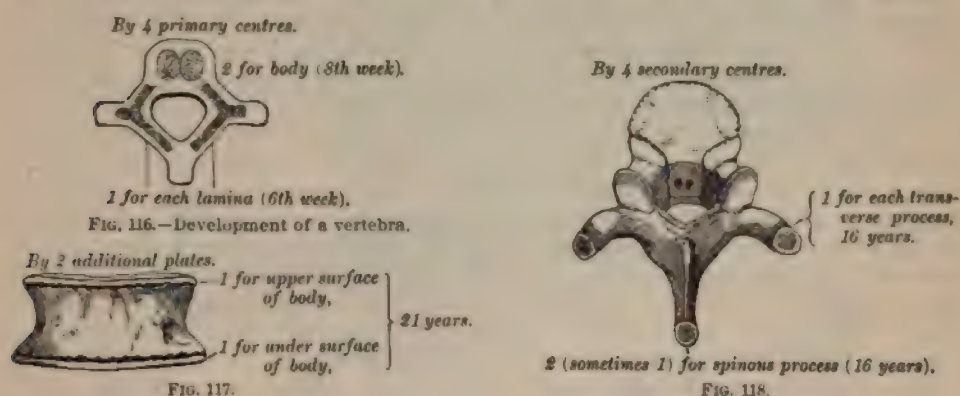 By 4 primary centres.
2 for body (8th week).
1 for each lamina (6th week).
FIG. 116.—Development of a vertebra.
By 2 additional plates.
1 for upper surface
of body,
1 for under surface
of body,
21 years.
FIG. 117.
By 4 secondary centres.
1 for each trans-
verse process,
16 years.
2 (sometimes 1) for spinous process (16 years).
FIG. 118.